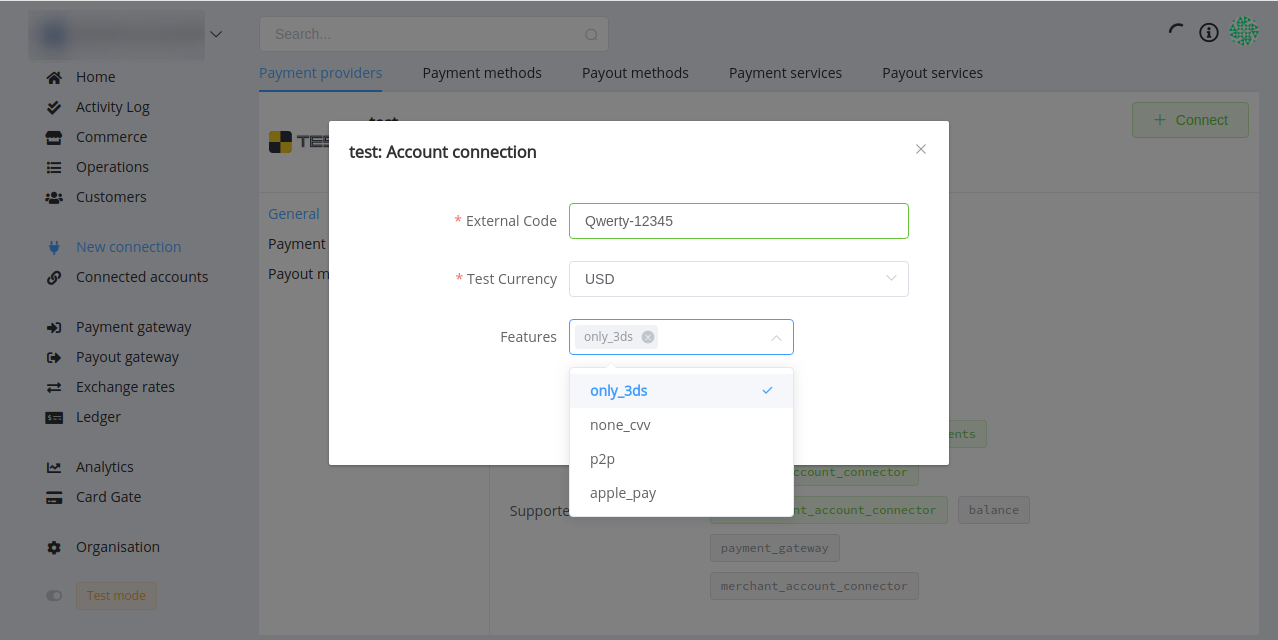 Search...
Home
Activity Log
Commerce
Operations
Customers
New connection
Connected accounts
Payment gateway
Payout gateway
Exchange rates
Ledger
Analytics
Card Gate
Organisation
Test mode
Payment providers Payment methods Payout methods Payment services Payout services
test
+ Connect
General
Payment
Payout m
test: Account connection
* External Code Qwerty-12345
* Test Currency USD
Features only_3ds
only_3ds
none_cvv
p2p
apple_pay
ents
ccount_connector
Supporte nt_account_connector balance
payment_gateway
merchant_account_connector